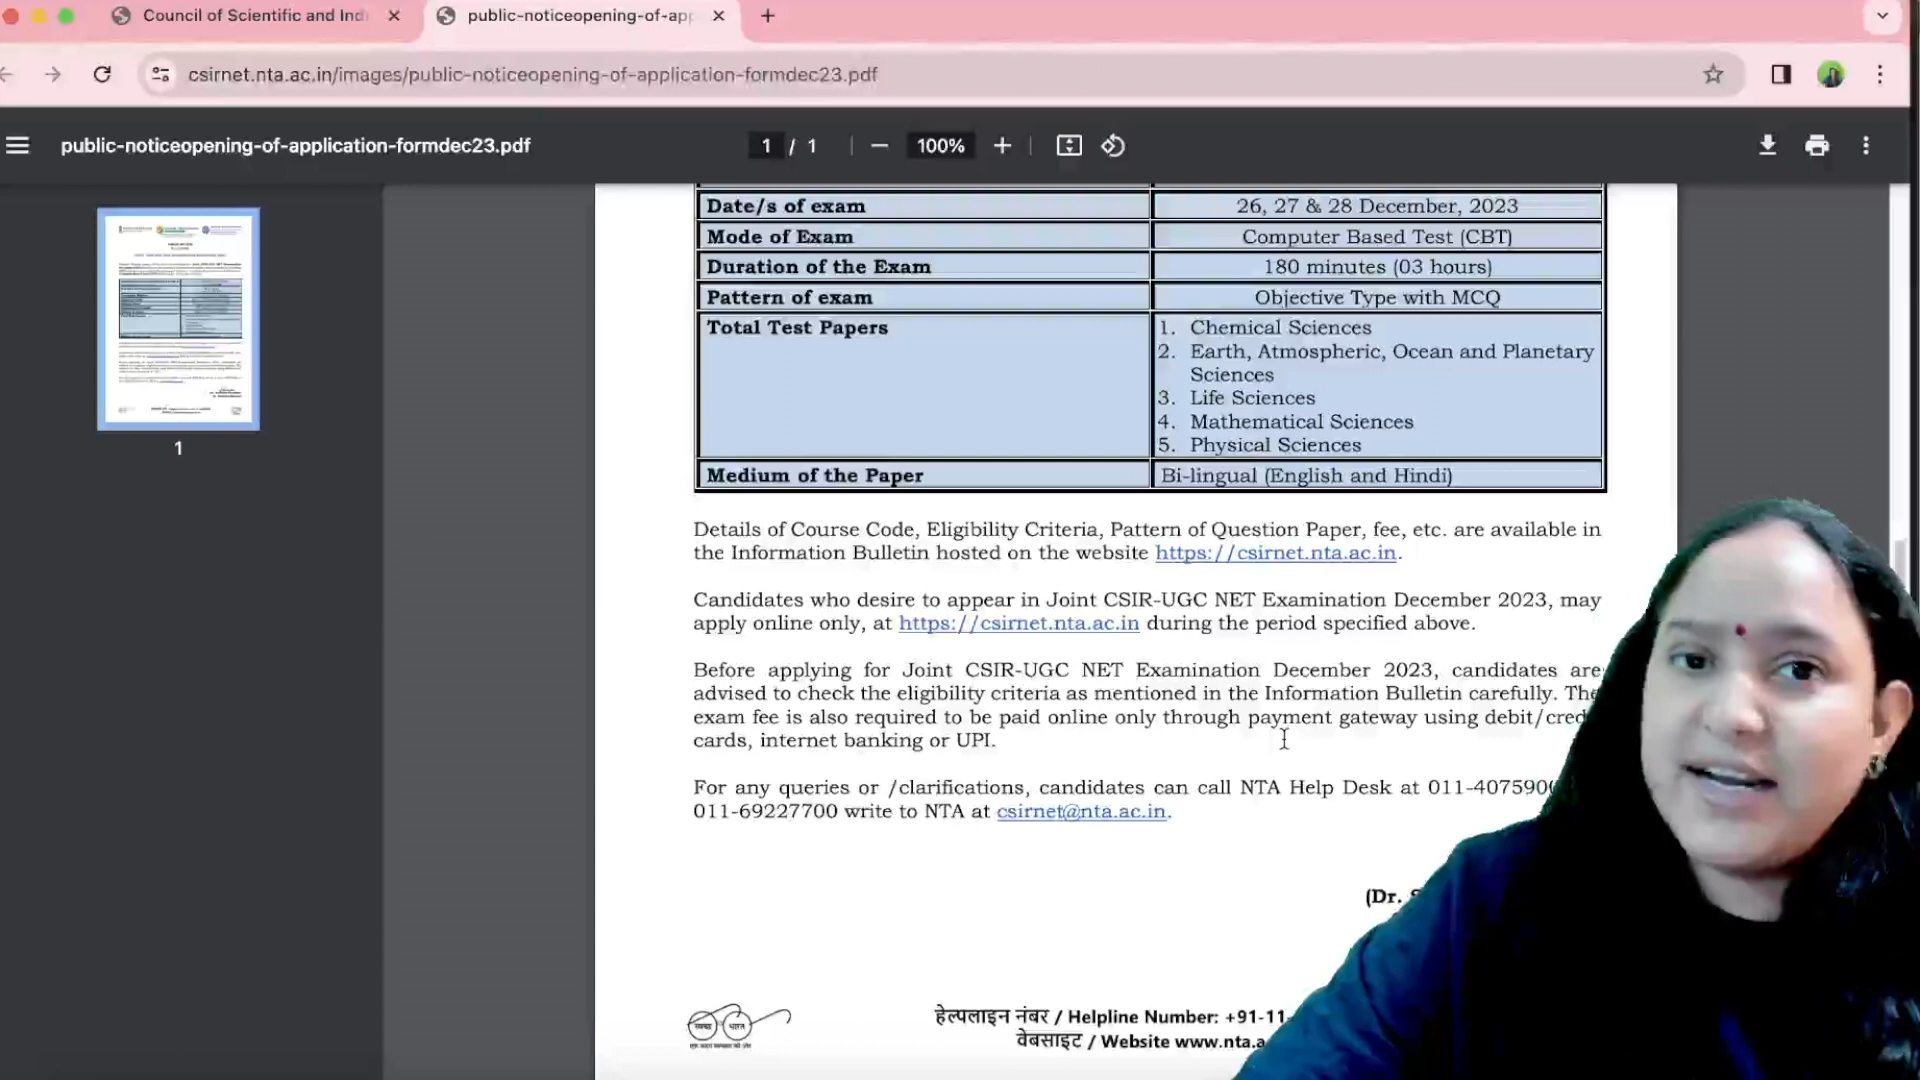 Council of Scientific and Ind
public-noticeopening-of-ap
csirnet.nta.ac.in/images/public-noticeopening-of-application-formdec23.pdf
public-noticeopening-of-application-formdec23.pdf
1 / 1
100%
Date/s of exam 26, 27 & 28 December, 2023
Mode of Exam Computer Based Test (CBT)
Duration of the Exam 180 minutes (03 hours)
Pattern of exam Objective Type with MCQ
Total Test Papers 1. Chemical Sciences
2. Earth, Atmospheric, Ocean and Planetary
Sciences
3. Life Sciences
4. Mathematical Sciences
5. Physical Sciences
Medium of the Paper Bi-lingual (English and Hindi)
1
Details of Course Code, Eligibility Criteria, Pattern of Question Paper, fee, etc. are available in
the Information Bulletin hosted on the website https://csirnet.nta.ac.in.
Candidates who desire to appear in Joint CSIR-UGC NET Examination December 2023, may
apply online only, at https://csirnet.nta.ac.in during the period specified above.
Before applying for Joint CSIR-UGC NET Examination December 2023, candidates are
advised to check the eligibility criteria as mentioned in the Information Bulletin carefully. The
exam fee is also required to be paid online only through payment gateway using debit/cred
cards, internet banking or UPI.
For any queries or /clarifications, candidates can call NTA Help Desk at 011-407590
011-69227700 write to NTA at csirnet@nta.ac.in.
(Dr.
हेल्पलाइन नंबर / Helpline Number: +91-11-
वेबसाइट / Website www.nta.a